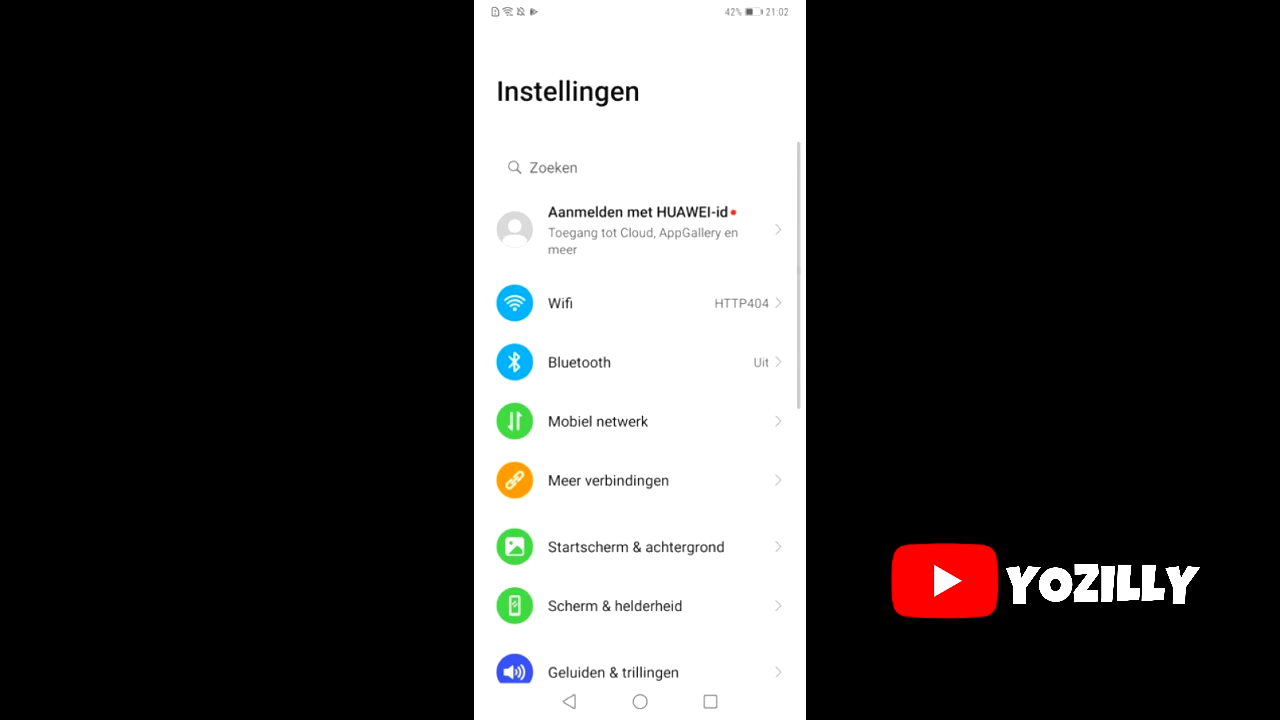 42% 21:02
Instellingen
Zoeken
Aanmelden met HUAWEI-id
Toegang tot Cloud, AppGallery en
meer
Wifi HTTP404
Bluetooth Uit
Mobiel netwerk
Meer verbindingen
Startscherm & achtergrond
Scherm & helderheid
Geluiden & trillingen
YOZILLY